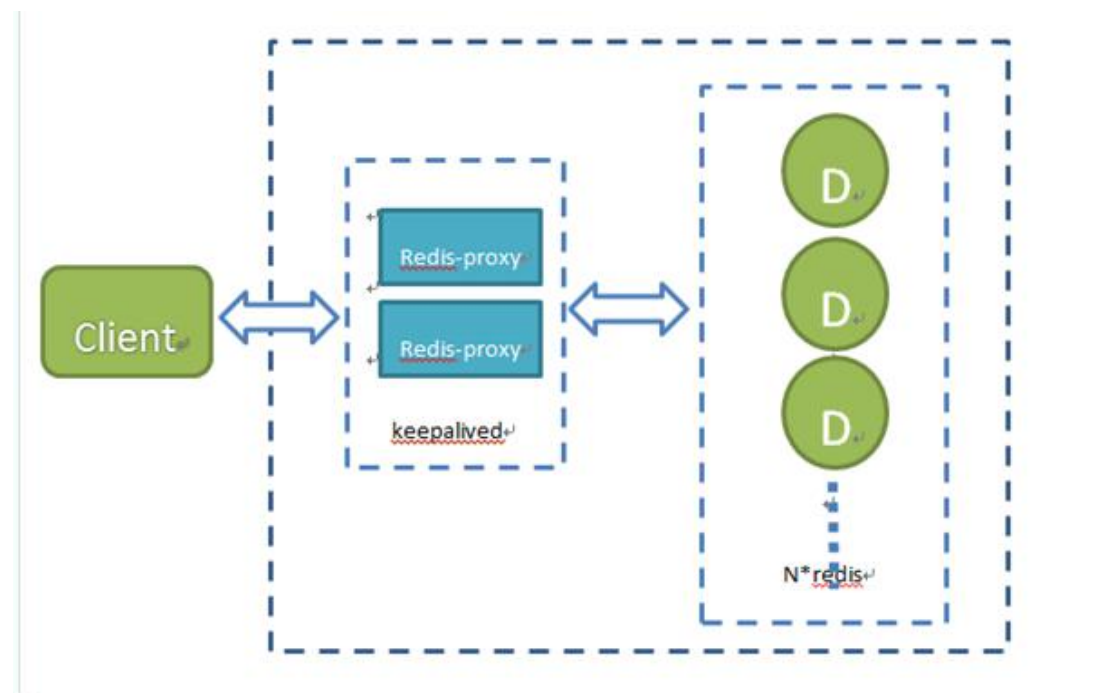 Client
Redis-proxy
Redis-proxy
keepalived
D
D
D
N*redis